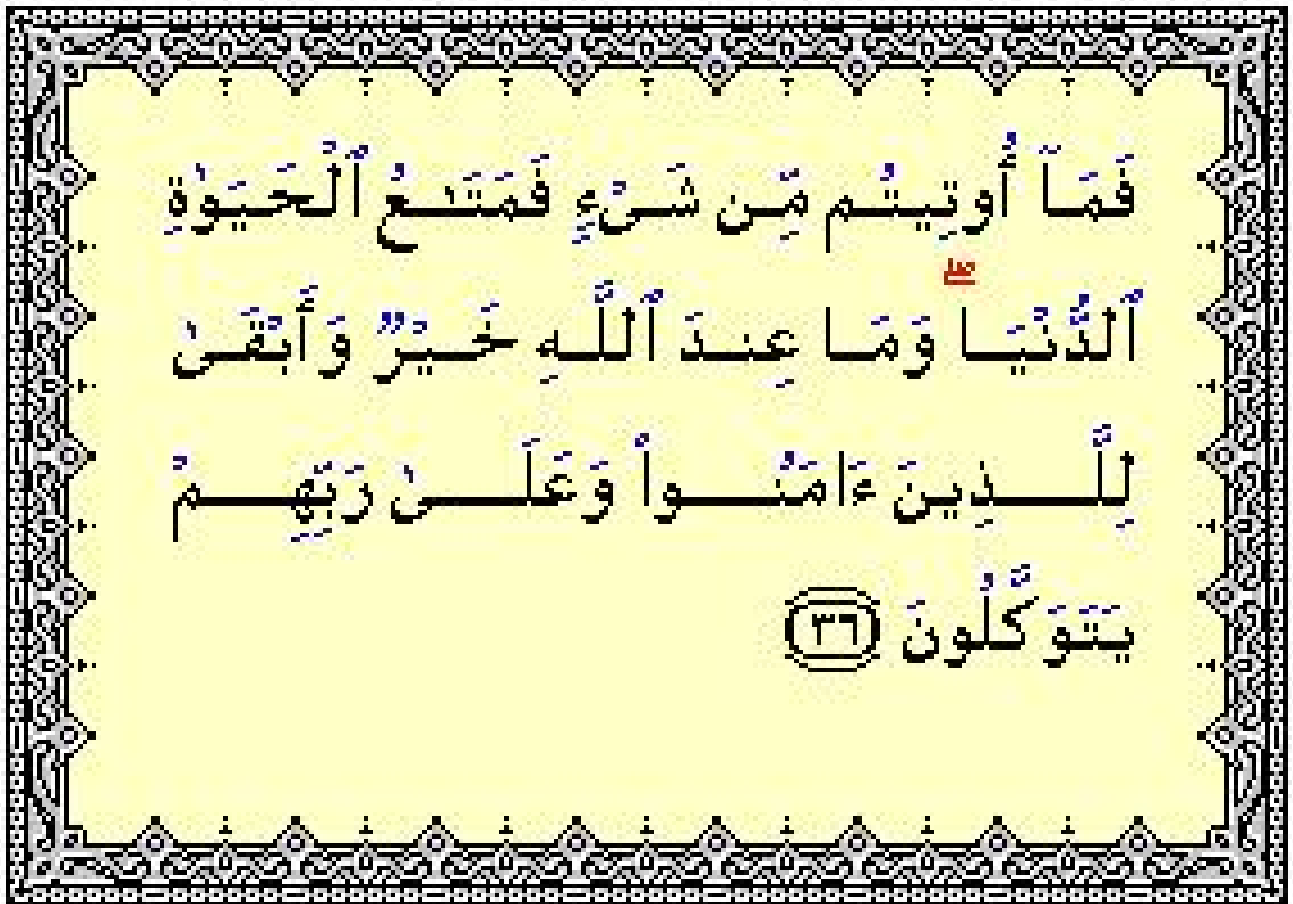 فَمَآ أُوتِيتُم مِّن شَىْءٍ فَمَتَـٰعُ ٱلْحَيَوٰةِ
ٱلدُّنْيَا ۖ وَمَا عِندَ ٱللَّهِ خَيْرٌ وَأَبْقَىٰ
لِلَّذِينَ ءَامَنُوا۟ وَعَلَىٰ رَبِّهِمْ
يَتَوَكَّلُونَ ٣٦